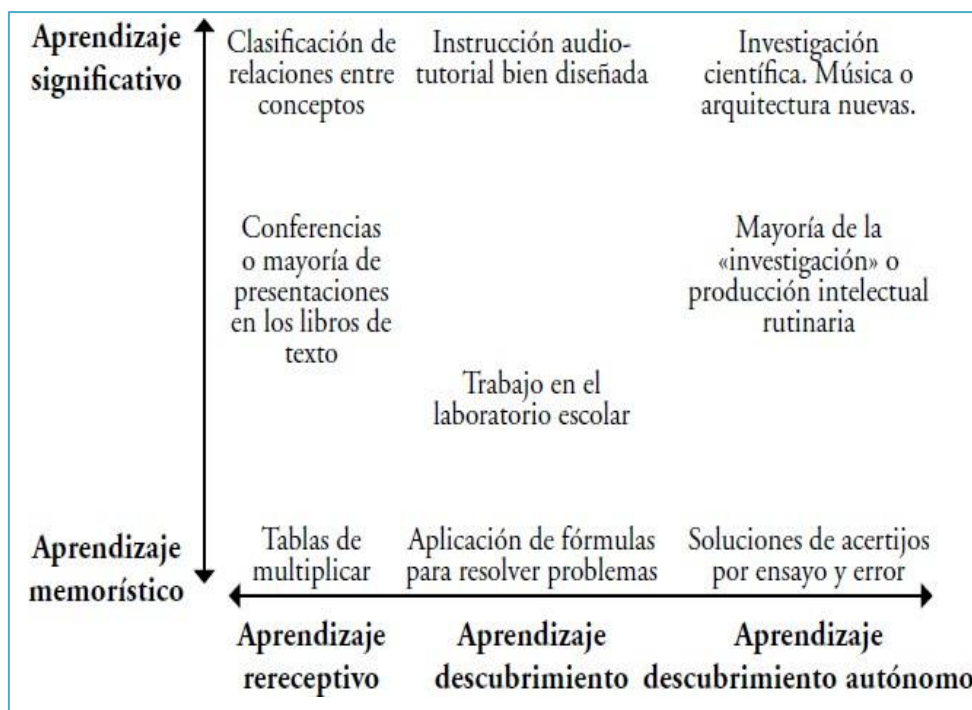 Aprendizaje
significativo
Clasificación de
relaciones entre
conceptos
Instrucción audio-
tutorial bien diseñada
Investigación
científica. Música o
arquitectura nuevas.
Conferencias
o mayoría de
presentaciones
en los libros de
texto
Mayoría de la
«investigación» o
producción intelectual
rutinaria
Trabajo en el
laboratorio escolar
Aprendizaje
memorístico
Tablas de
multiplicar
Aplicación de fórmulas
para resolver problemas
Soluciones de acertijos
por ensayo y error
Aprendizaje
rereceptivo
Aprendizaje
descubrimiento
Aprendizaje
descubrimiento autónomo